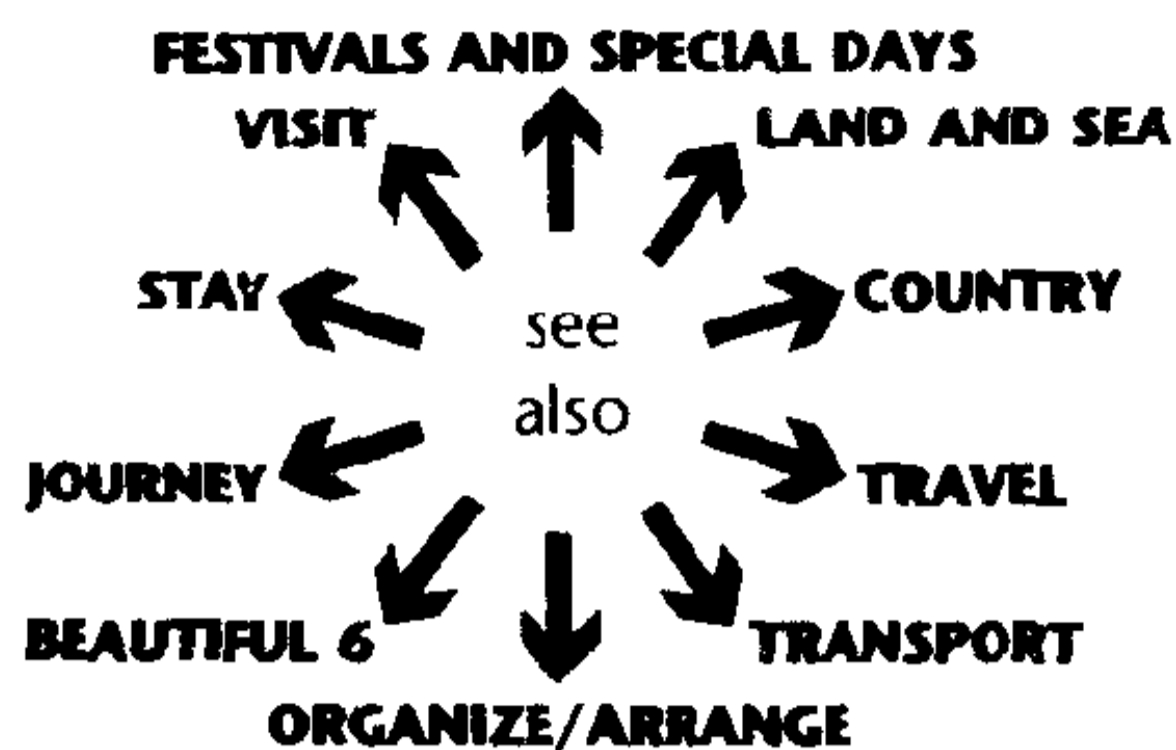 FESTIVALS AND SPECIAL DAYS
VISIT
LAND AND SEA
STAY
COUNTRY
see
also
JOURNEY
TRAVEL
BEAUTIFUL 6
TRANSPORT
ORGANIZE/ARRANGE